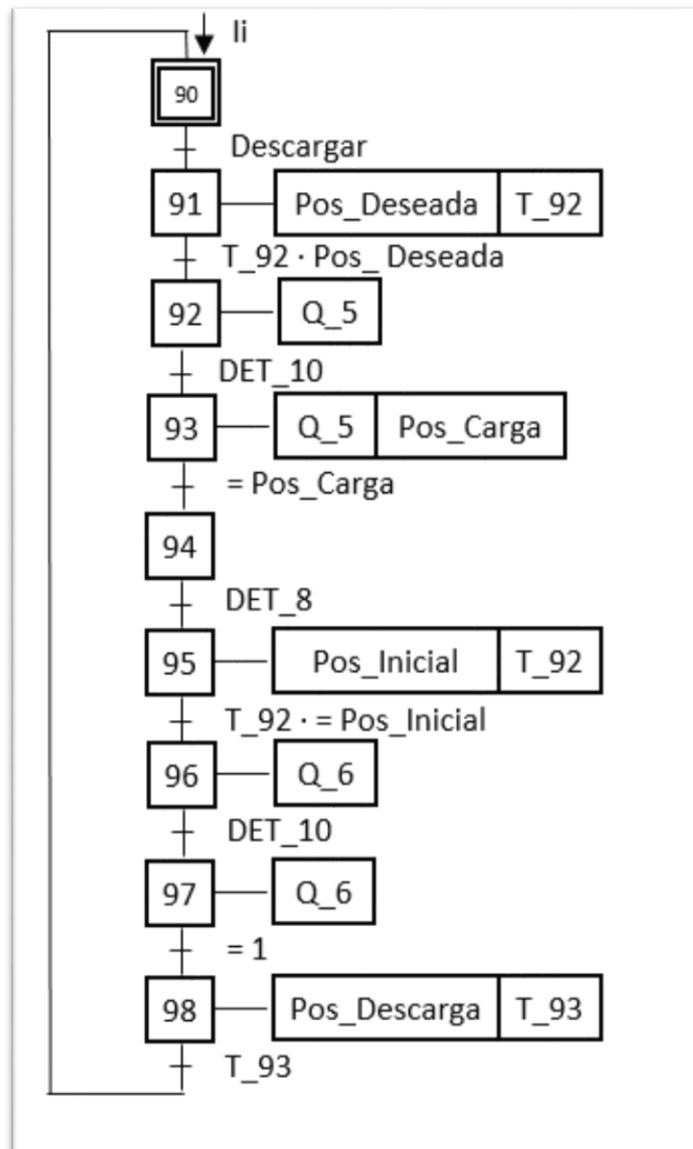 Ii
90
Descargar
91 Pos_Deseada T_92
T_92 · Pos_ Deseada
92 Q_5
DET_10
93 Q_5 Pos_Carga
= Pos_Carga
94
DET_8
95 Pos_Inicial T_92
T_92 · = Pos_Inicial
96 Q_6
DET_10
97 Q_6
= 1
98 Pos_Descarga T_93
T_93